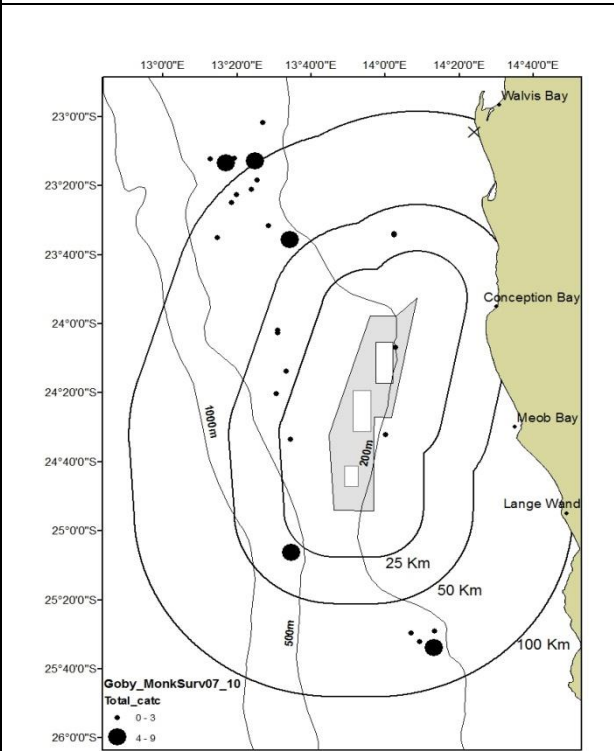 13°0'0"E 13°20'0"E 13°40'0"E 14°0'0"E 14°20'0"E 14°40'0"E
Walvis Bay
23°0'0"S
23°20'0"S
23°40'0"S
Conception Bay
24°0'0"S
24°20'0"S
1000m
Meob Bay
200m
24°40'0"S
Lange Wand
25°0'0"S
25 Km
50 Km
25°20'0"S
500m
100 Km
25°40'0"S
Goby_MonkSurv07_10
Total_catc
0 - 3
26°0'0"S
4 - 9